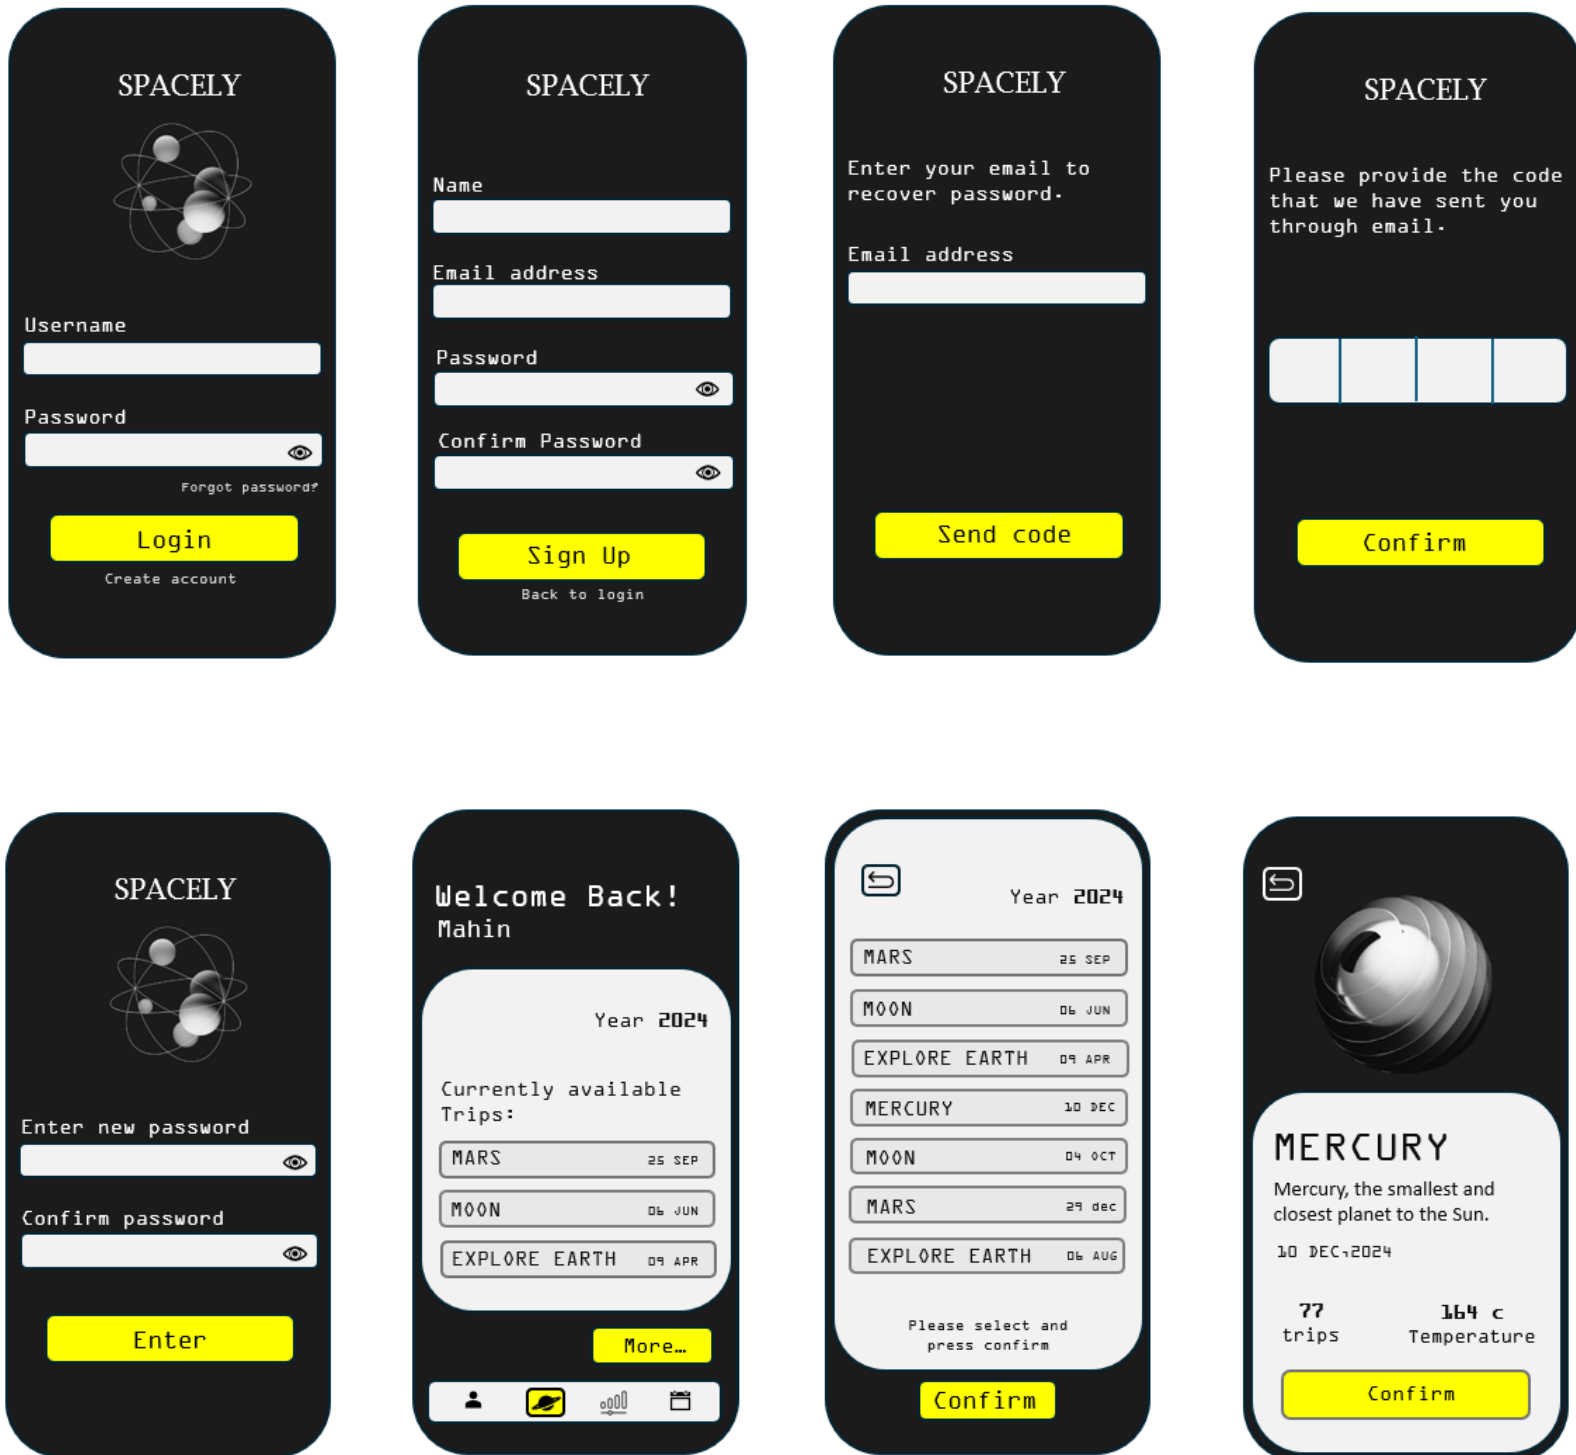 SPACELY
Username
Password
Forgot password?
Login
Create account
SPACELY
Name
Email address
Password
Confirm Password
Sign Up
Back to login
SPACELY
Enter your email to
recover password.
Email address
Send code
SPACELY
Please provide the code
that we have sent you
through email.
Confirm
SPACELY
Enter new password
Confirm password
Enter
Welcome Back!
Mahin
Year 2024
Currently available
Trips:
MARS 25 SEP
MOON 06 JUN
EXPLORE EARTH 09 APR
More…
Year 2024
MARS 25 SEP
MOON 06 JUN
EXPLORE EARTH 09 APR
MERCURY 10 DEC
MOON 04 OCT
MARS 29 dec
EXPLORE EARTH 06 AUG
Please select and
press confirm
Confirm
MERCURY
Mercury, the smallest and
closest planet to the Sun.
10 DEC,2024
77 164 c
trips Temperature
Confirm